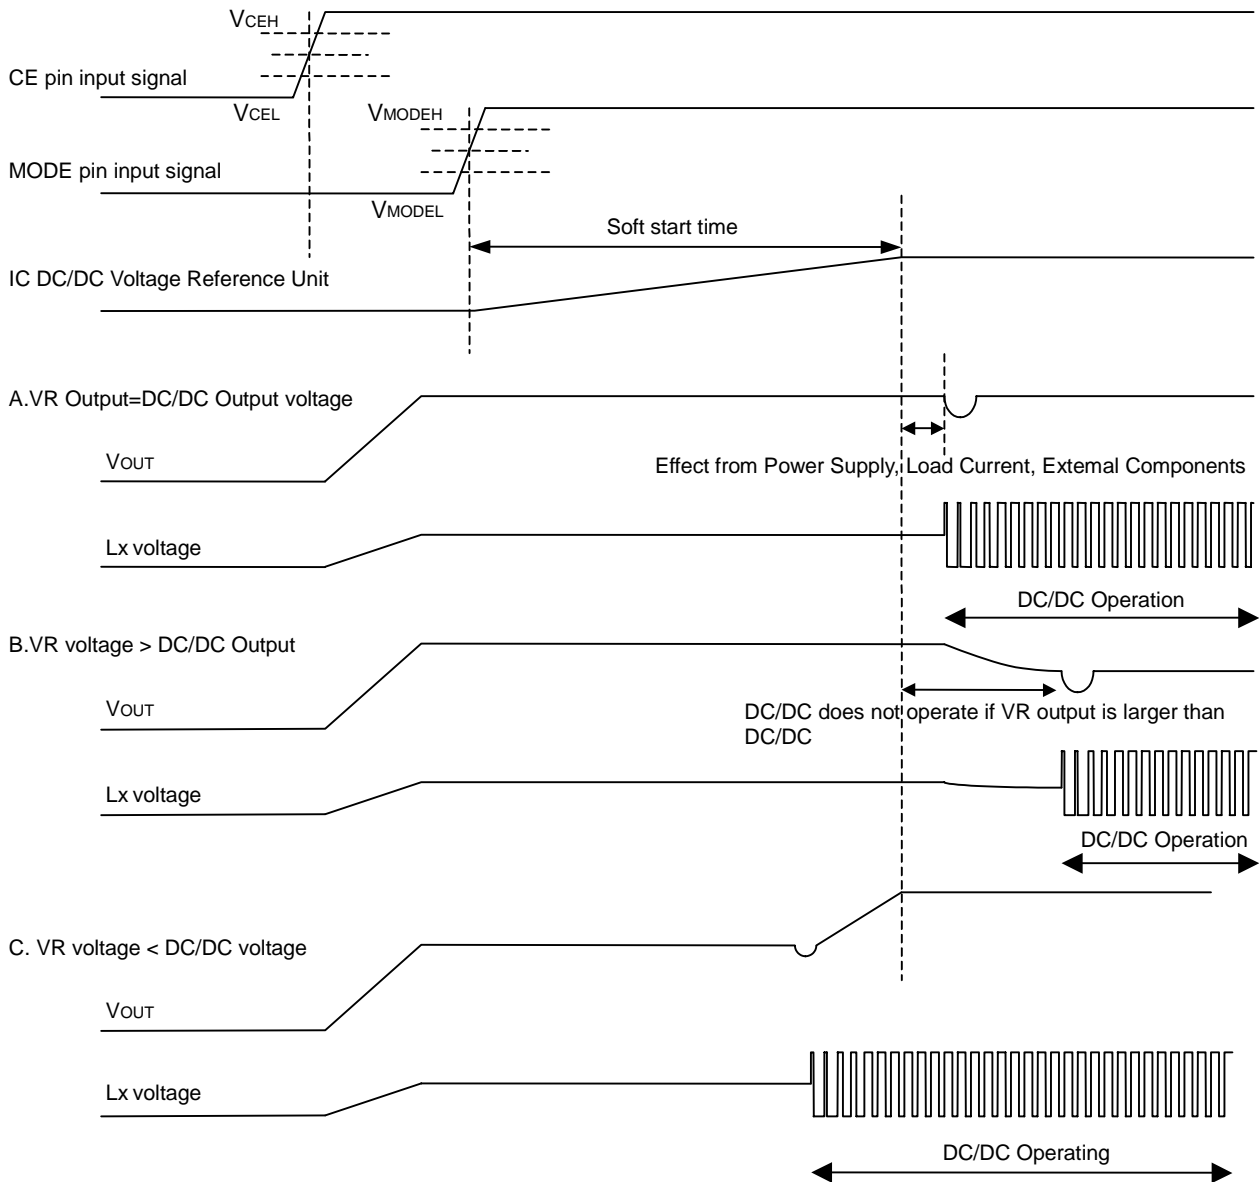 VCEH
CE pin input signal
VCEL
VMODEH
MODE pin input signal
VMODEL
Soft start time
IC DC/DC Voltage Reference Unit
A.VR Output=DC/DC Output voltage
VOUT
Effect from Power Supply, Load Current, External Components
Lx voltage
DC/DC Operation
B.VR voltage > DC/DC Output
VOUT
DC/DC does not operate if VR output is larger than
DC/DC
Lx voltage
DC/DC Operation
C. VR voltage < DC/DC voltage
VOUT
Lx voltage
DC/DC Operating